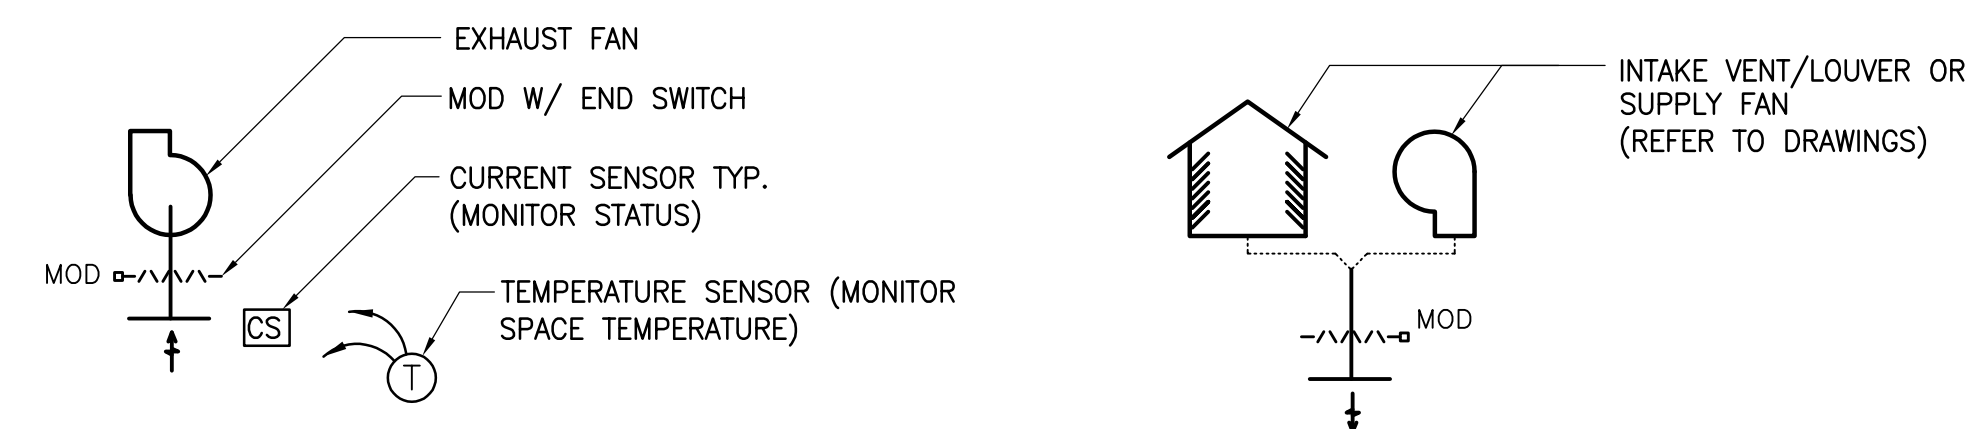 EXHAUST FAN
MOD W/ END SWITCH
CURRENT SENSOR TYP.
(MONITOR STATUS)
MOD
CS
TEMPERATURE SENSOR (MONITOR
SPACE TEMPERATURE)
T
INTAKE VENT/LOUVER OR
SUPPLY FAN
(REFER TO DRAWINGS)
MOD